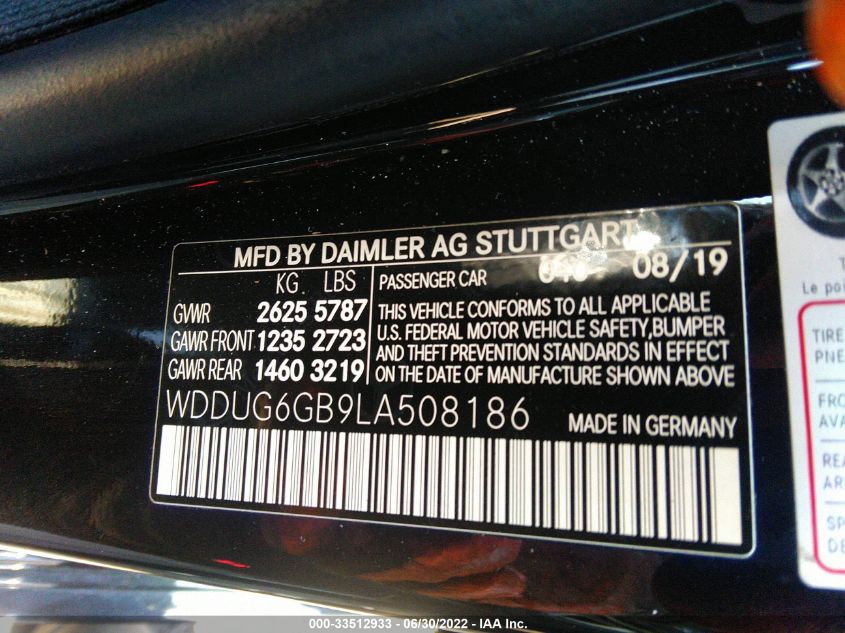 MFD BY DAIMLER AG STUTTGART
KG LBS
PASSENGER CAR 08/19
GVWR 2625 5787
GAWR FRONT 1235 2723
GAWR REAR 1460 3219
THIS VEHICLE CONFORMS TO ALL APPLICABLE
U.S. FEDERAL MOTOR VEHICLE SAFETY,BUMPER
AND THEFT PREVENTION STANDARDS IN EFFECT
ON THE DATE OF MANUFACTURE SHOWN ABOVE
WDDUG6GB9LA508186
MADE IN GERMANY
Le
TIRE
000-33512933 - 06/30/2022 - IAA Inc.